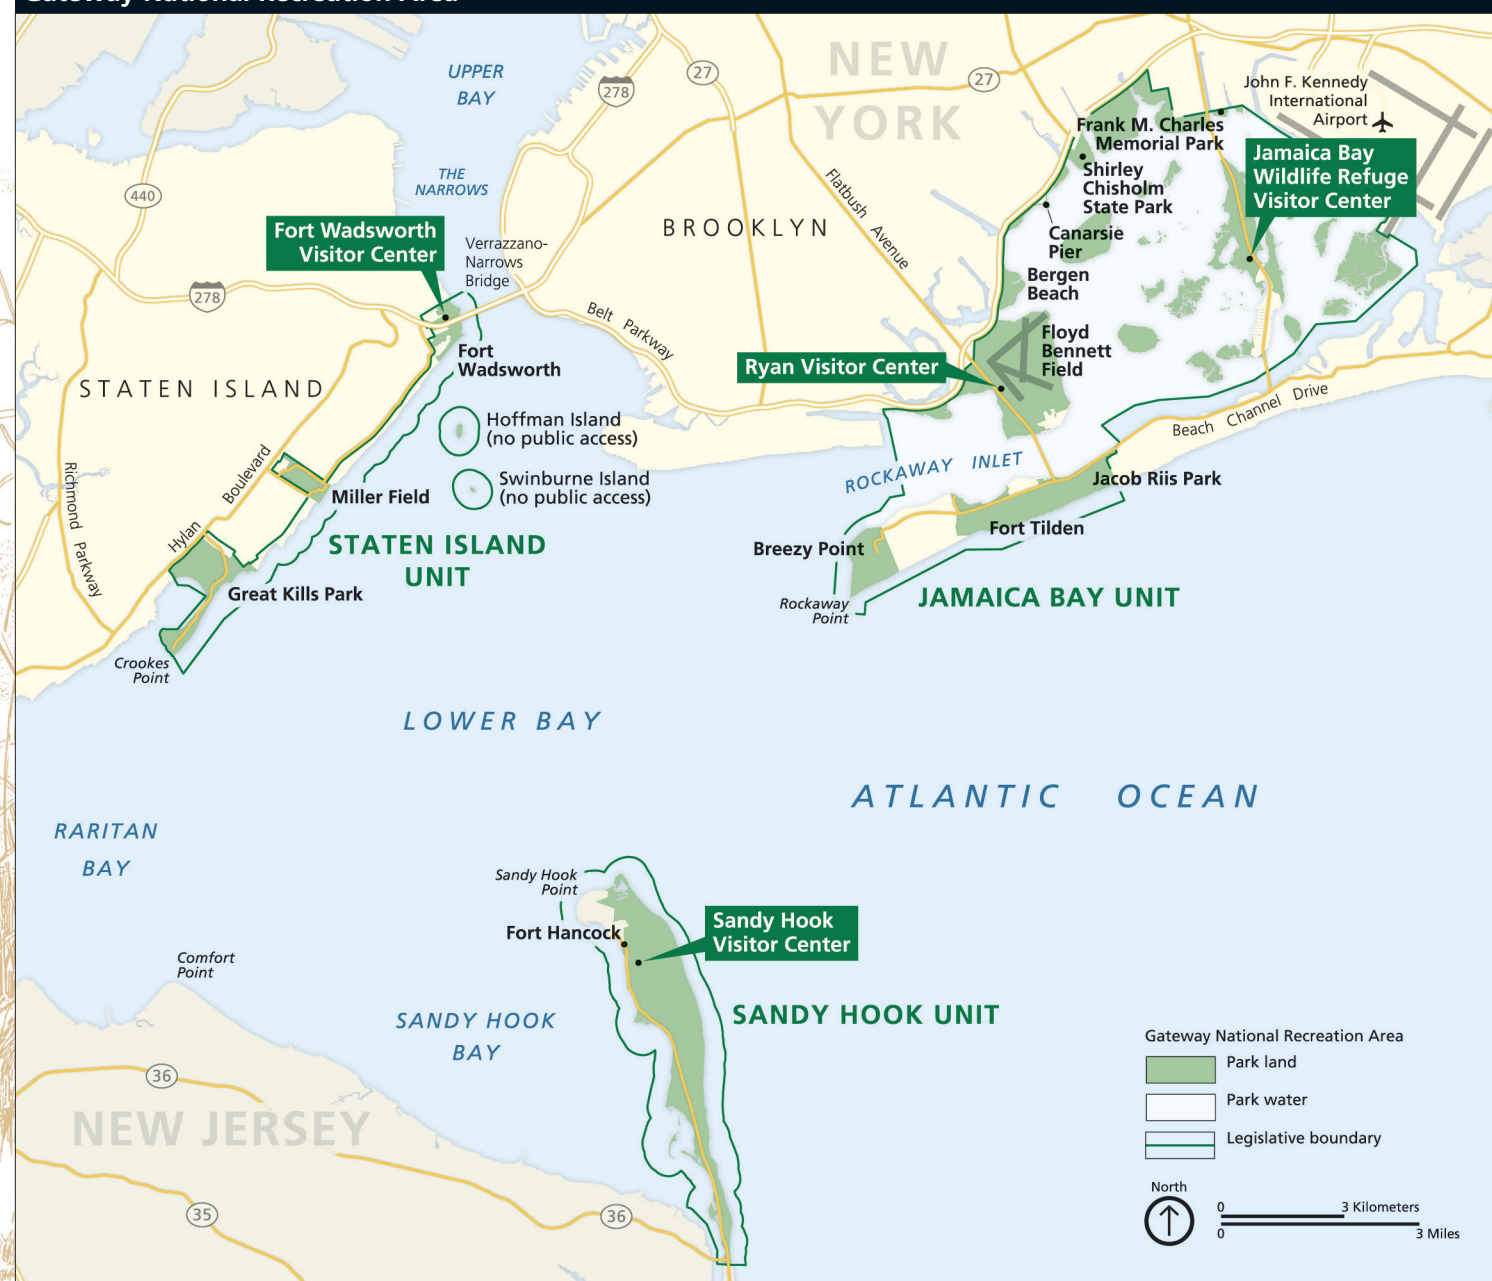 Gateway National Recreation Area
UPPER
BAY
27
278
NEW
YORK
27
John F. Kennedy
International
Airport
Frank M. Charles
Memorial Park
Jamaica Bay
Wildlife Refuge
Visitor Center
Shirley
Chisholm
State Park
THE
NARROWS
440
Flatbush Avenue
Canarsie
Pier
BROOKLYN
Fort Wadsworth
Visitor Center
Verrazzano-
Narrows
Bridge
Bergen
Beach
278
Belt Parkway
Floyd
Bennett
Field
Fort
Wadsworth
Ryan Visitor Center
STATEN ISLAND
Beach Channel Drive
Hoffman Island
(no public access)
Swinburne Island
(no public access)
ROCKAWAY INLET
Richmond Parkway
Hylan Boulevard
Miller Field
Jacob Riis Park
Fort Tilden
STATEN ISLAND
UNIT
Breezy Point
Great Kills Park
Rockaway
Point
JAMAICA BAY UNIT
Crookes
Point
LOWER BAY
ATLANTIC OCEAN
RARITAN
BAY
Sandy Hook
Point
Fort Hancock
Sandy Hook
Visitor Center
Comfort
Point
SANDY HOOK
BAY
SANDY HOOK UNIT
36
NEW JERSEY
35
36
Gateway National Recreation Area
Park land
Park water
Legislative boundary
North
0 3 Kilometers
0 3 Miles